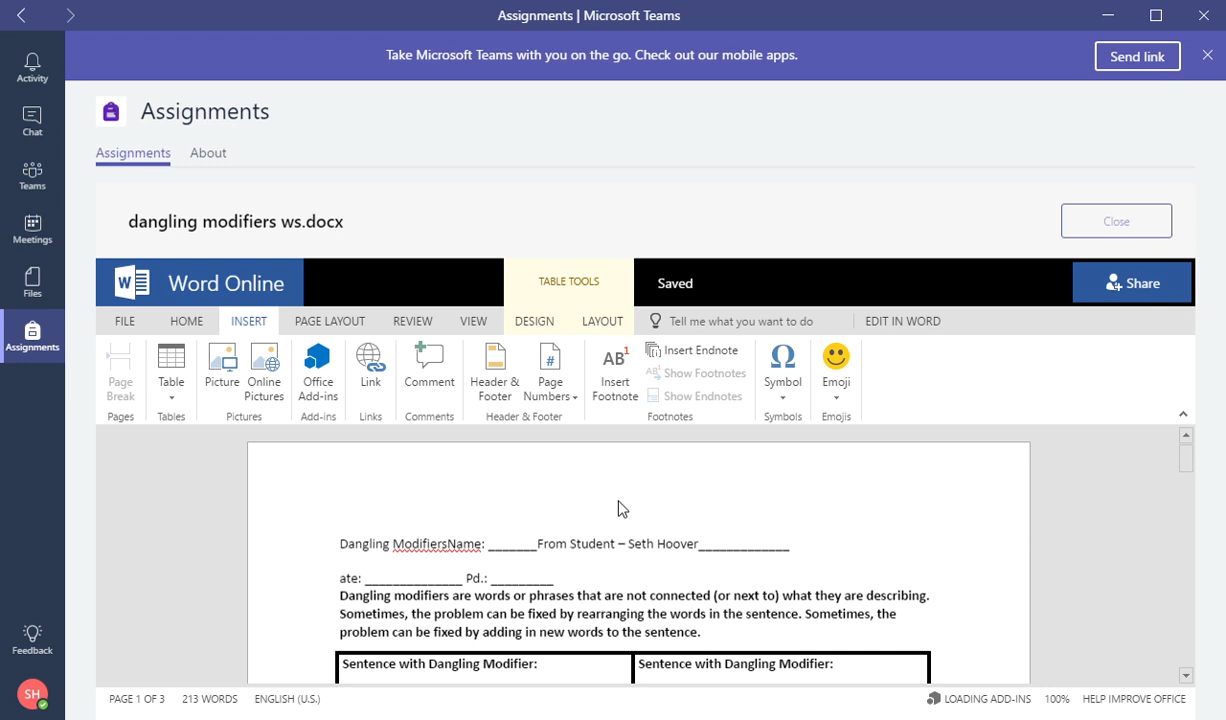 Assignments | Microsoft Teams
Take Microsoft Teams with you on the go. Check out our mobile apps.
Send link
Activity
Chat
Teams
Meetings
Files
Assignments
Feedback
SH
Assignments
Assignments About
dangling modifiers ws.docx
Close
W Word Online
TABLE TOOLS
Saved
Share
FILE HOME INSERT PAGE LAYOUT REVIEW VIEW DESIGN LAYOUT Tell me what you want to do EDIT IN WORD
Page Break
Table
Picture
Online Pictures
Office Add-ins
Link
Comment
Header & Footer
# Page Numbers
AB1 Insert Footnote
Insert Endnote
AB1 Show Footnotes
Show Endnotes
Ω Symbol
Emoji
Pages Tables Pictures Add-ins Links Comments Header & Footer Footnotes Symbols Emojis
Dangling ModifiersName: _______From Student – Seth Hoover_____________
ate: ______________ Pd.: _________
Dangling modifiers are words or phrases that are not connected (or next to) what they are describing.
Sometimes, the problem can be fixed by rearranging the words in the sentence. Sometimes, the
problem can be fixed by adding in new words to the sentence.
Sentence with Dangling Modifier: Sentence with Dangling Modifier:
PAGE 1 OF 3 213 WORDS ENGLISH (U.S.) LOADING ADD-INS 100% HELP IMPROVE OFFICE